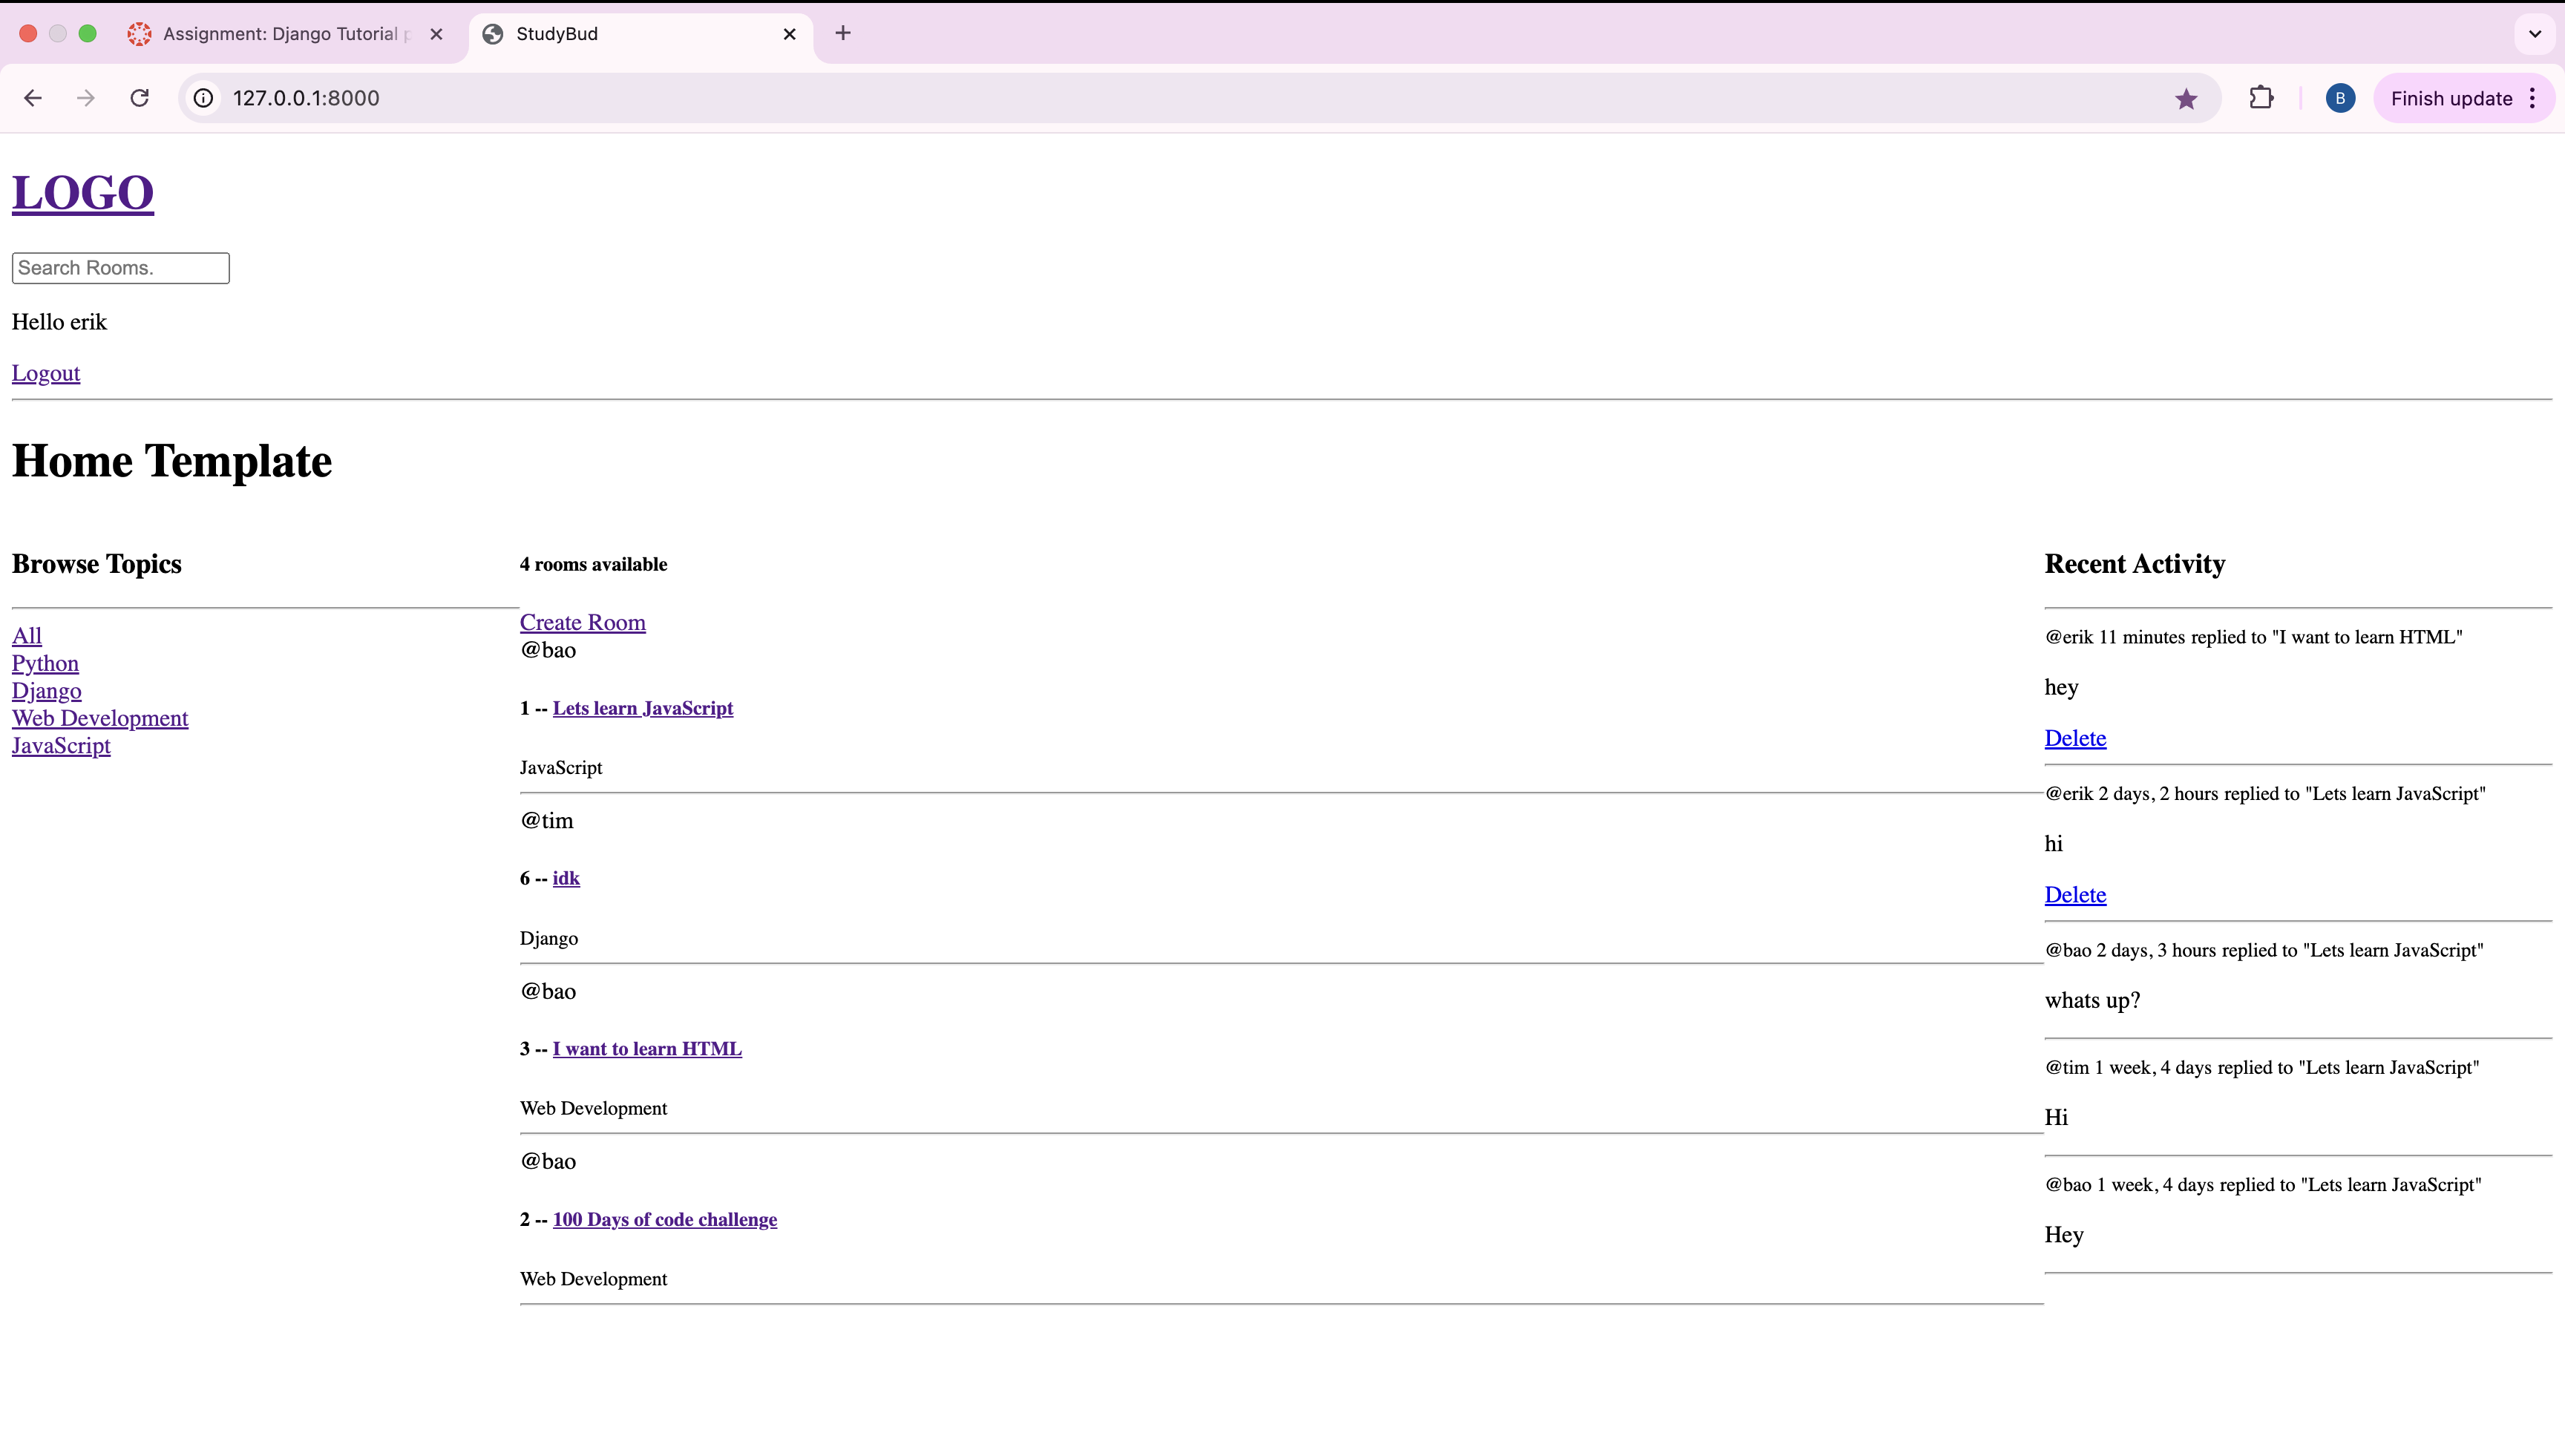 Assignment: Django Tutorial
StudyBud
127.0.0.1:8000
B
Finish update
LOGO
Search Rooms.
Hello erik
Logout
Home Template
Browse Topics
All
Python
Django
Web Development
JavaScript
4 rooms available
Create Room
@bao
1 -- Lets learn JavaScript
JavaScript
@tim
6 -- idk
Django
@bao
3 -- I want to learn HTML
Web Development
@bao
2 -- 100 Days of code challenge
Web Development
Recent Activity
@erik 11 minutes replied to "I want to learn HTML"
hey
Delete
@erik 2 days, 2 hours replied to "Lets learn JavaScript"
hi
Delete
@bao 2 days, 3 hours replied to "Lets learn JavaScript"
whats up?
@tim 1 week, 4 days replied to "Lets learn JavaScript"
Hi
@bao 1 week, 4 days replied to "Lets learn JavaScript"
Hey